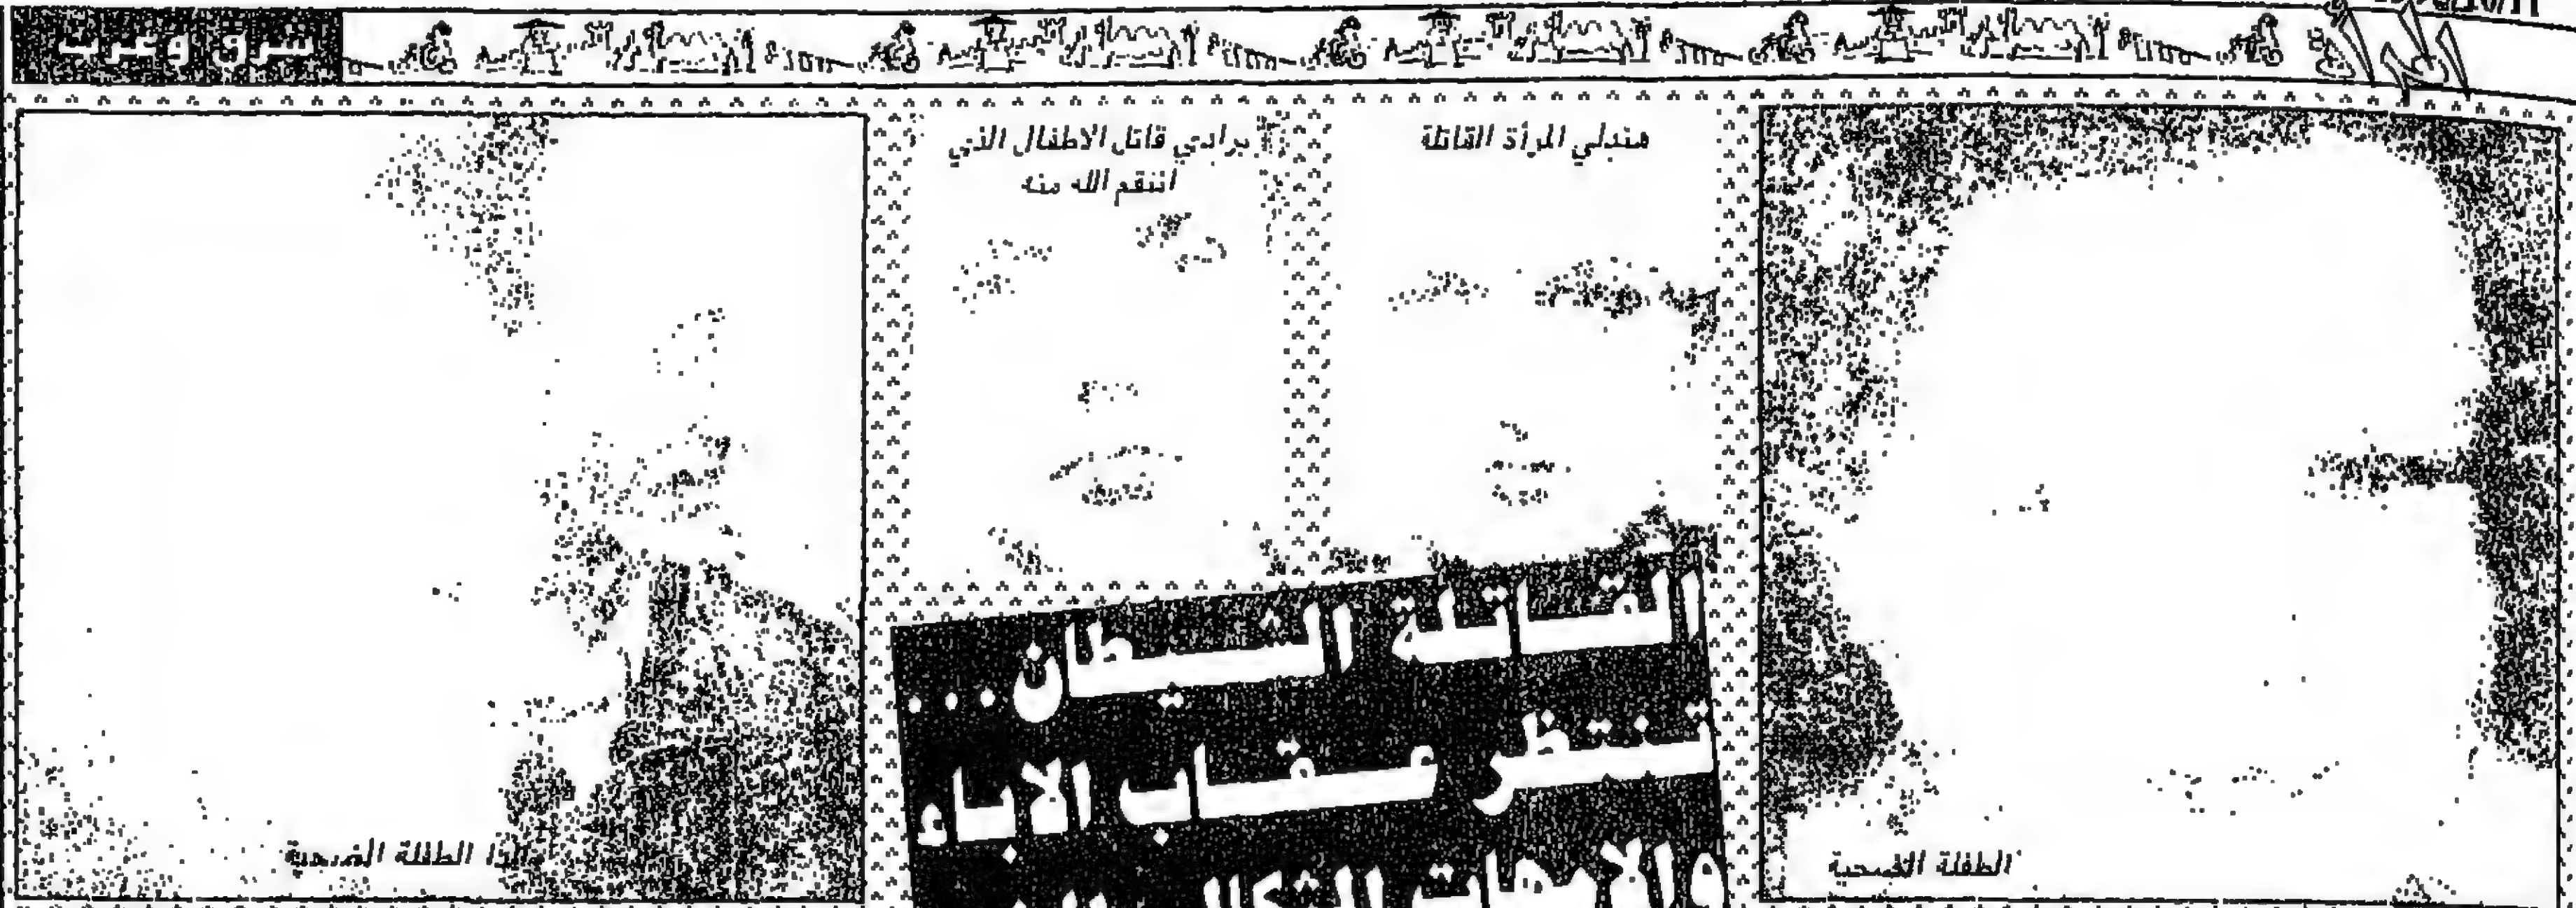 شرق وغرب
هندلي المرأة القاتلة
برادي قاتل الاطفال الذي
انتقم الله منه
القاتلة الشيطان...
تنتظر عقاب الاباء
الطفلة الضحية
الطفلة الضحية